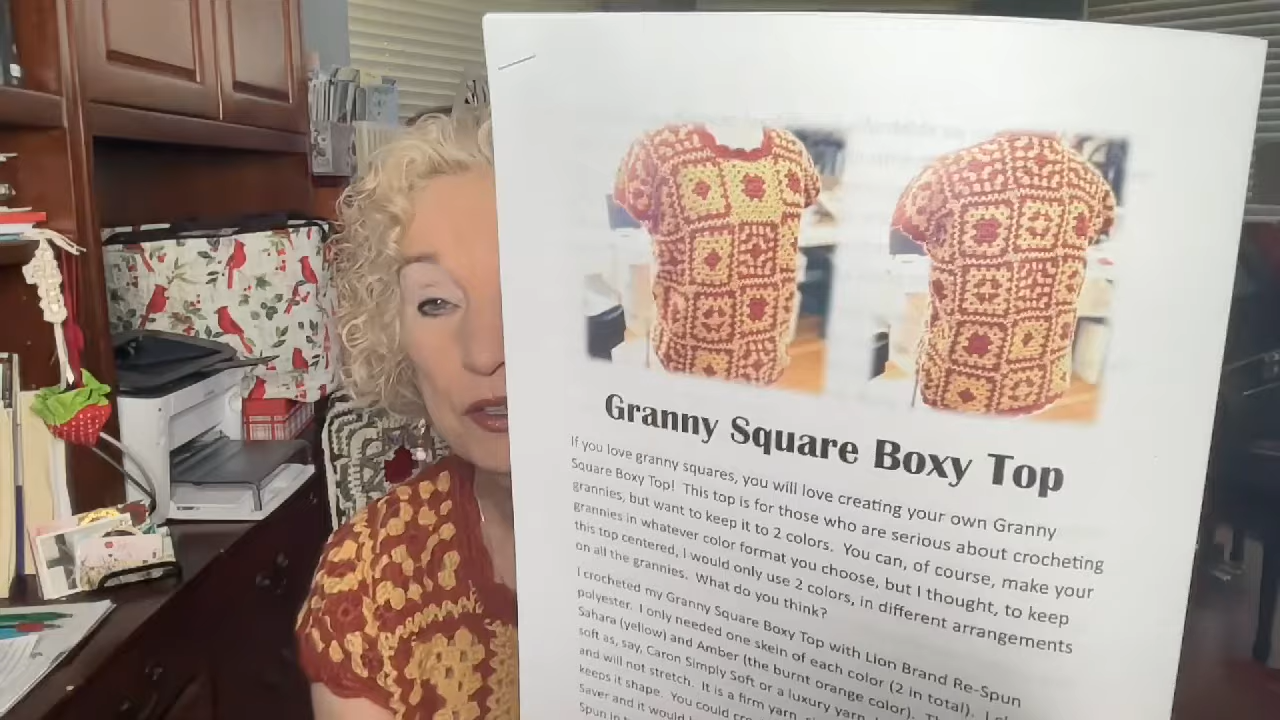 Granny Square Boxy Top
If you love granny squares, you will love creating your own Granny
Square Boxy Top! This top is for those who are serious about crocheting
grannies, but want to keep it to 2 colors. You can, of course, make your
grannies in whatever color format you choose, but I thought, to keep
this top centered, I would only use 2 colors, in different arrangements
on all the grannies. What do you think?
I crocheted my Granny Square Boxy Top with Lion Brand Re-Spun
polyester. I only needed one skein of each color (2 in total).
Sahara (yellow) and Amber (the burnt orange color).
soft as, say, Caron Simply Soft or a luxury yarn
and will not stretch. It is a firm yarn
keeps it shape. You could
Saver and it would
Spun in